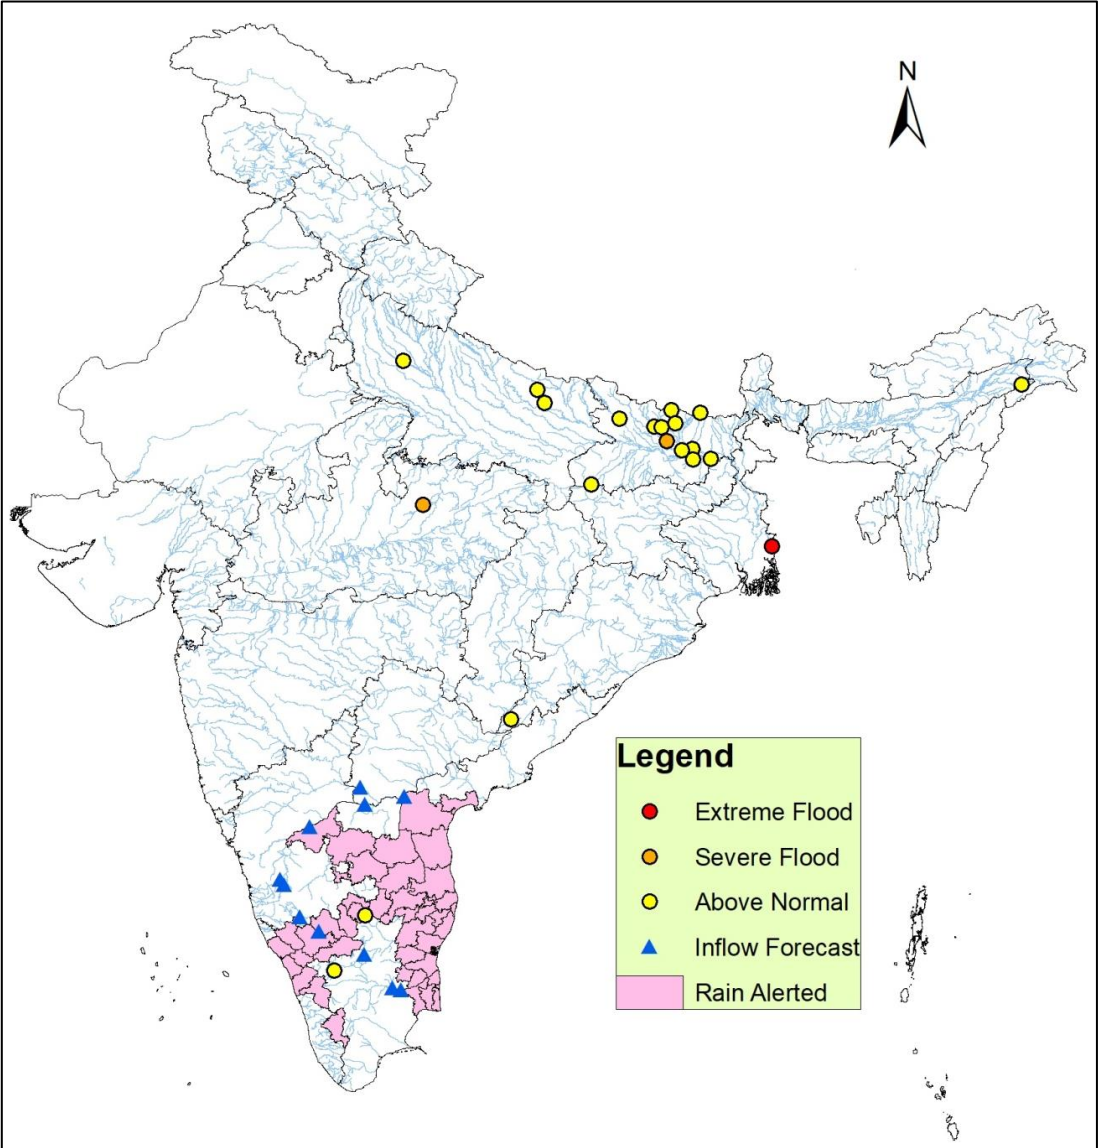 N
Legend
Extreme Flood
Severe Flood
Above Normal
Inflow Forecast
Rain Alerted